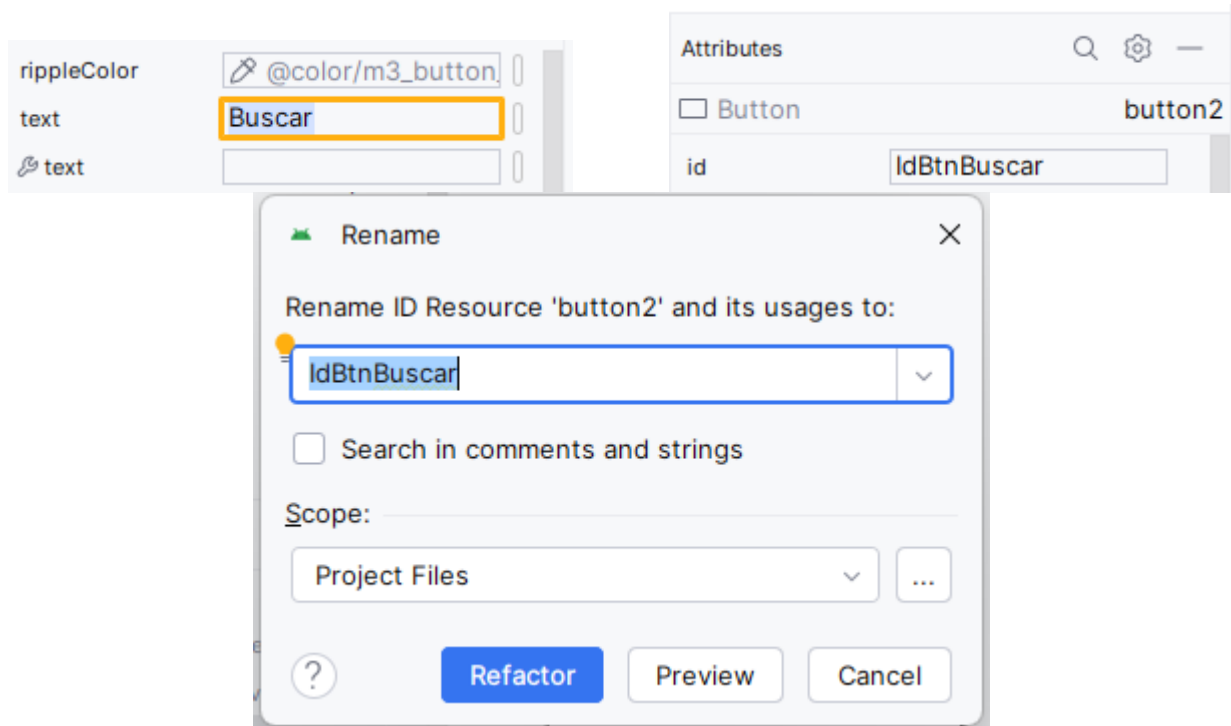 rippleColor
@color/m3_button
text
Buscar
text
Attributes
Button
button2
id
IdBtnBuscar
Rename
Rename ID Resource 'button2' and its usages to:
IdBtnBuscar
Search in comments and strings
Scope:
Project Files
...
?
Refactor
Preview
Cancel